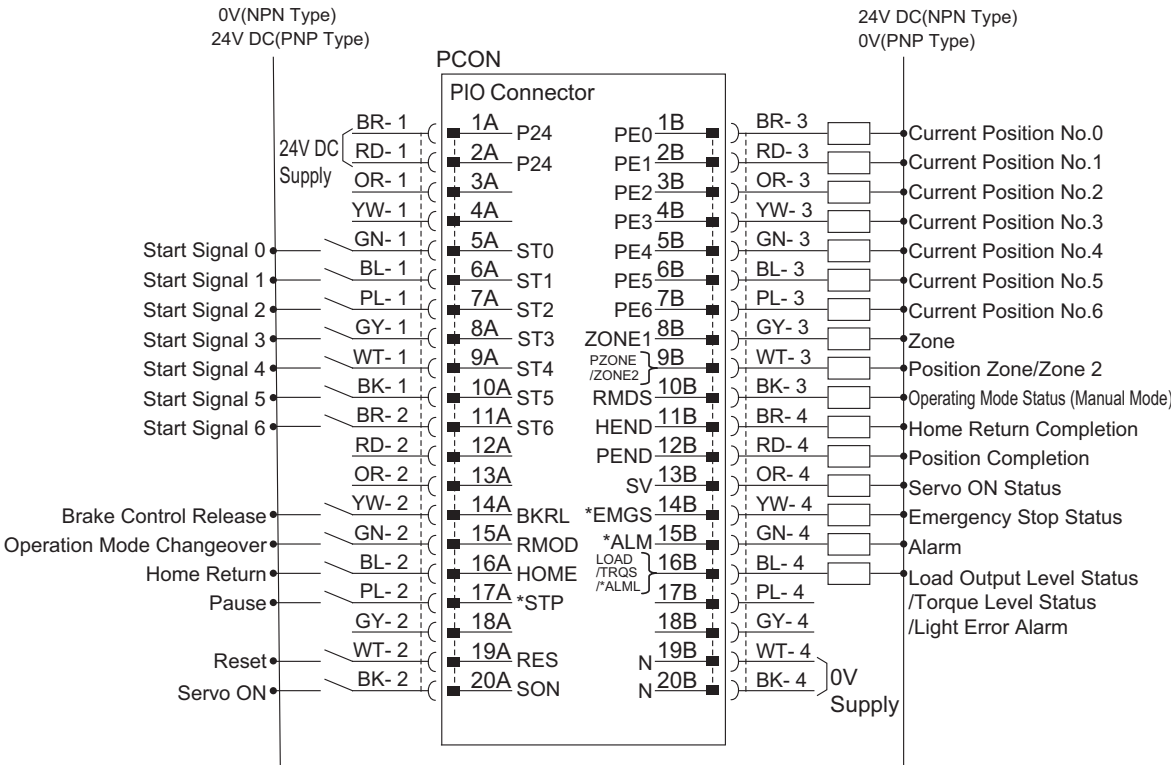 0V(NPN Type)
24V DC(PNP Type)
24V DC(NPN Type)
0V(PNP Type)
PCON
PIO Connector
24V DC
Supply
BR- 1 1A P24 PE0 1B BR- 3 Current Position No.0
RD- 1 2A P24 PE1 2B RD- 3 Current Position No.1
OR- 1 3A PE2 3B OR- 3 Current Position No.2
YW- 1 4A PE3 4B YW- 3 Current Position No.3
Start Signal 0 GN- 1 5A ST0 PE4 5B GN- 3 Current Position No.4
Start Signal 1 BL- 1 6A ST1 PE5 6B BL- 3 Current Position No.5
Start Signal 2 PL- 1 7A ST2 PE6 7B PL- 3 Current Position No.6
Start Signal 3 GY- 1 8A ST3 ZONE1 8B GY- 3 Zone
Start Signal 4 WT- 1 9A ST4 PZONE /ZONE2 9B WT- 3 Position Zone/Zone 2
Start Signal 5 BK- 1 10A ST5 RMDS 10B BK- 3 Operating Mode Status (Manual Mode)
Start Signal 6 BR- 2 11A ST6 HEND 11B BR- 4 Home Return Completion
RD- 2 12A PEND 12B RD- 4 Position Completion
OR- 2 13A SV 13B OR- 4 Servo ON Status
Brake Control Release YW- 2 14A BKRL *EMGS 14B YW- 4 Emergency Stop Status
Operation Mode Changeover GN- 2 15A RMOD *ALM 15B GN- 4 Alarm
Home Return BL- 2 16A HOME LOAD /TRQS /*ALML 16B BL- 4 Load Output Level Status
Pause PL- 2 17A *STP 17B PL- 4 /Torque Level Status
GY- 2 18A 18B GY- 4 /Light Error Alarm
Reset WT- 2 19A RES N 19B WT- 4
Servo ON BK- 2 20A SON N 20B BK- 4
0V
Supply